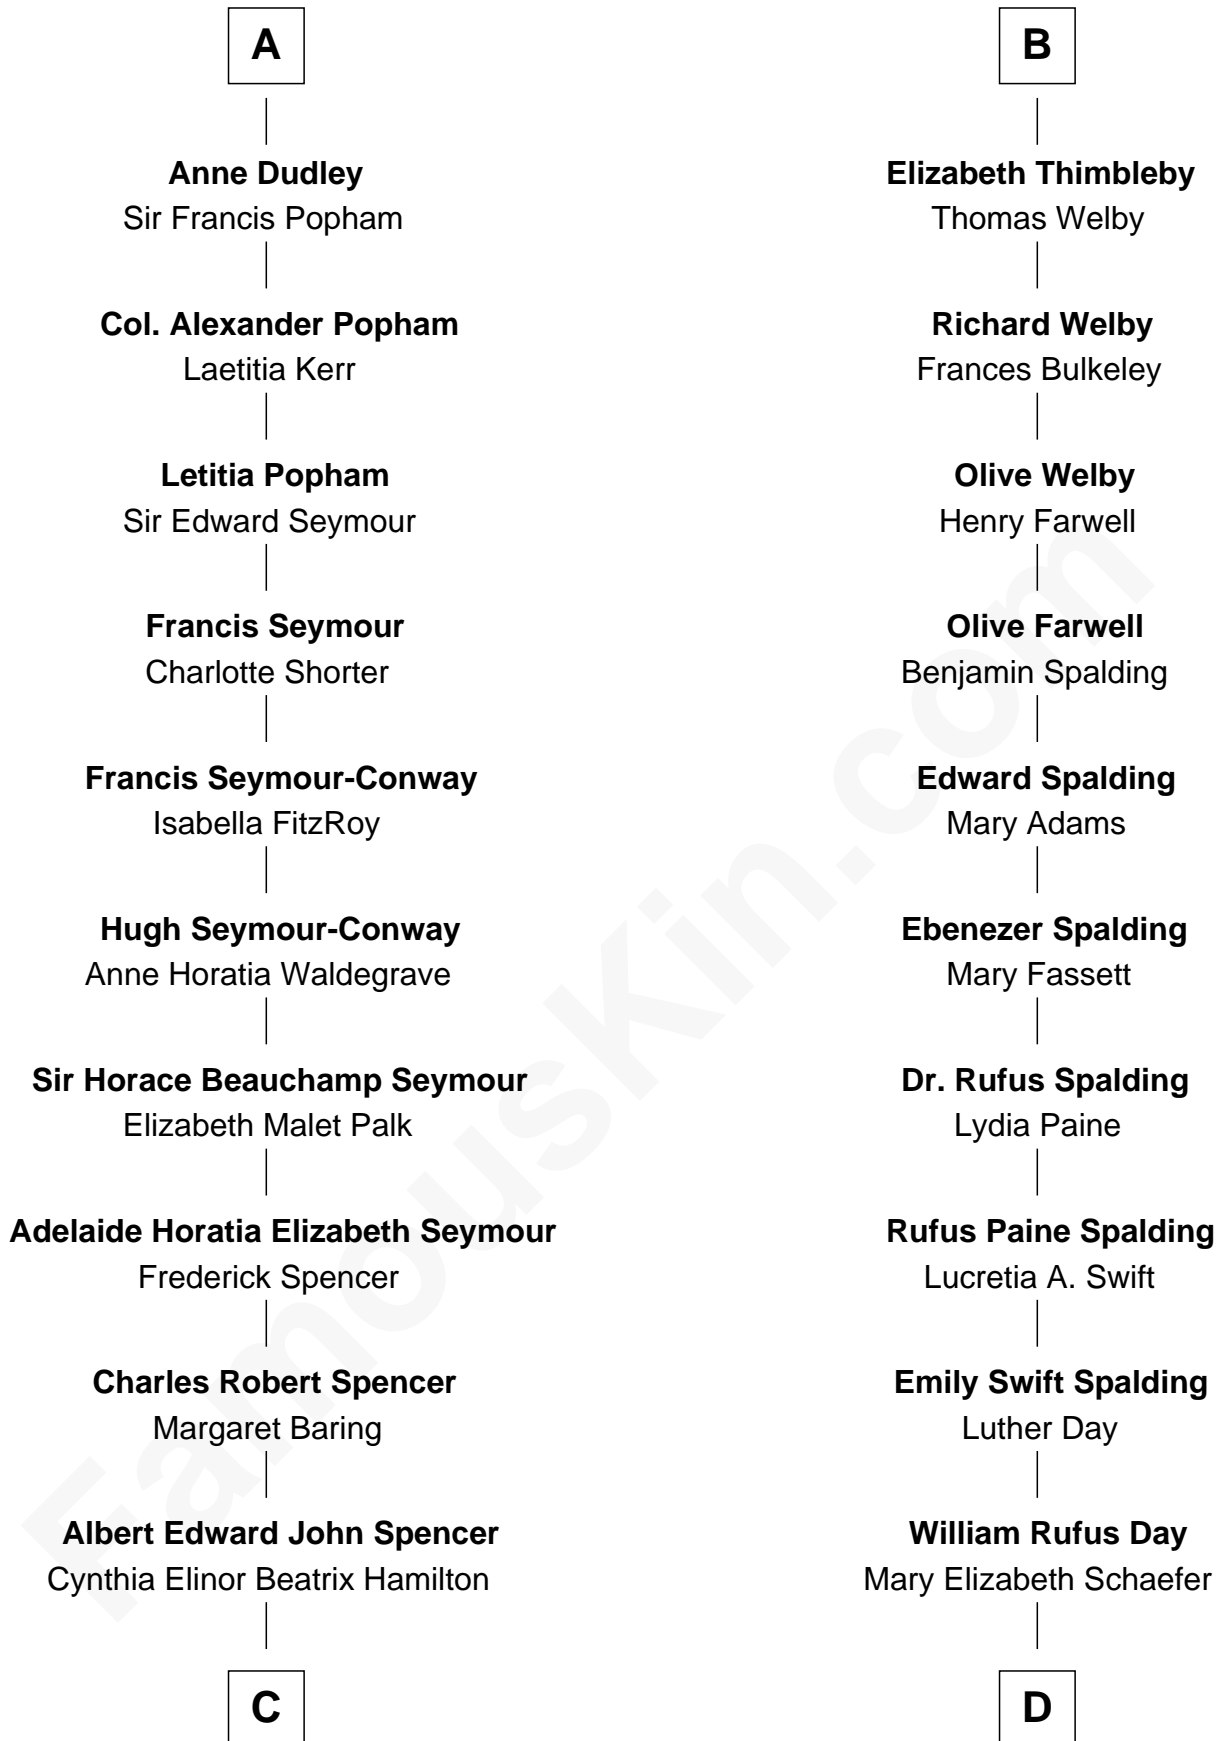 A
Anne Dudley
Sir Francis Popham
Col. Alexander Popham
Laetitia Kerr
Letitia Popham
Sir Edward Seymour
Francis Seymour
Charlotte Shorter
Francis Seymour-Conway
Isabella FitzRoy
Hugh Seymour-Conway
Anne Horatia Waldegrave
Sir Horace Beauchamp Seymour
Elizabeth Malet Palk
Adelaide Horatia Elizabeth Seymour
Frederick Spencer
Charles Robert Spencer
Margaret Baring
Albert Edward John Spencer
Cynthia Elinor Beatrix Hamilton
C
B
Elizabeth Thimbleby
Thomas Welby
Richard Welby
Frances Bulkeley
Olive Welby
Henry Farwell
Olive Farwell
Benjamin Spalding
Edward Spalding
Mary Adams
Ebenezer Spalding
Mary Fassett
Dr. Rufus Spalding
Lydia Paine
Rufus Paine Spalding
Lucretia A. Swift
Emily Swift Spalding
Luther Day
William Rufus Day
Mary Elizabeth Schaefer
D
FamousKin.com